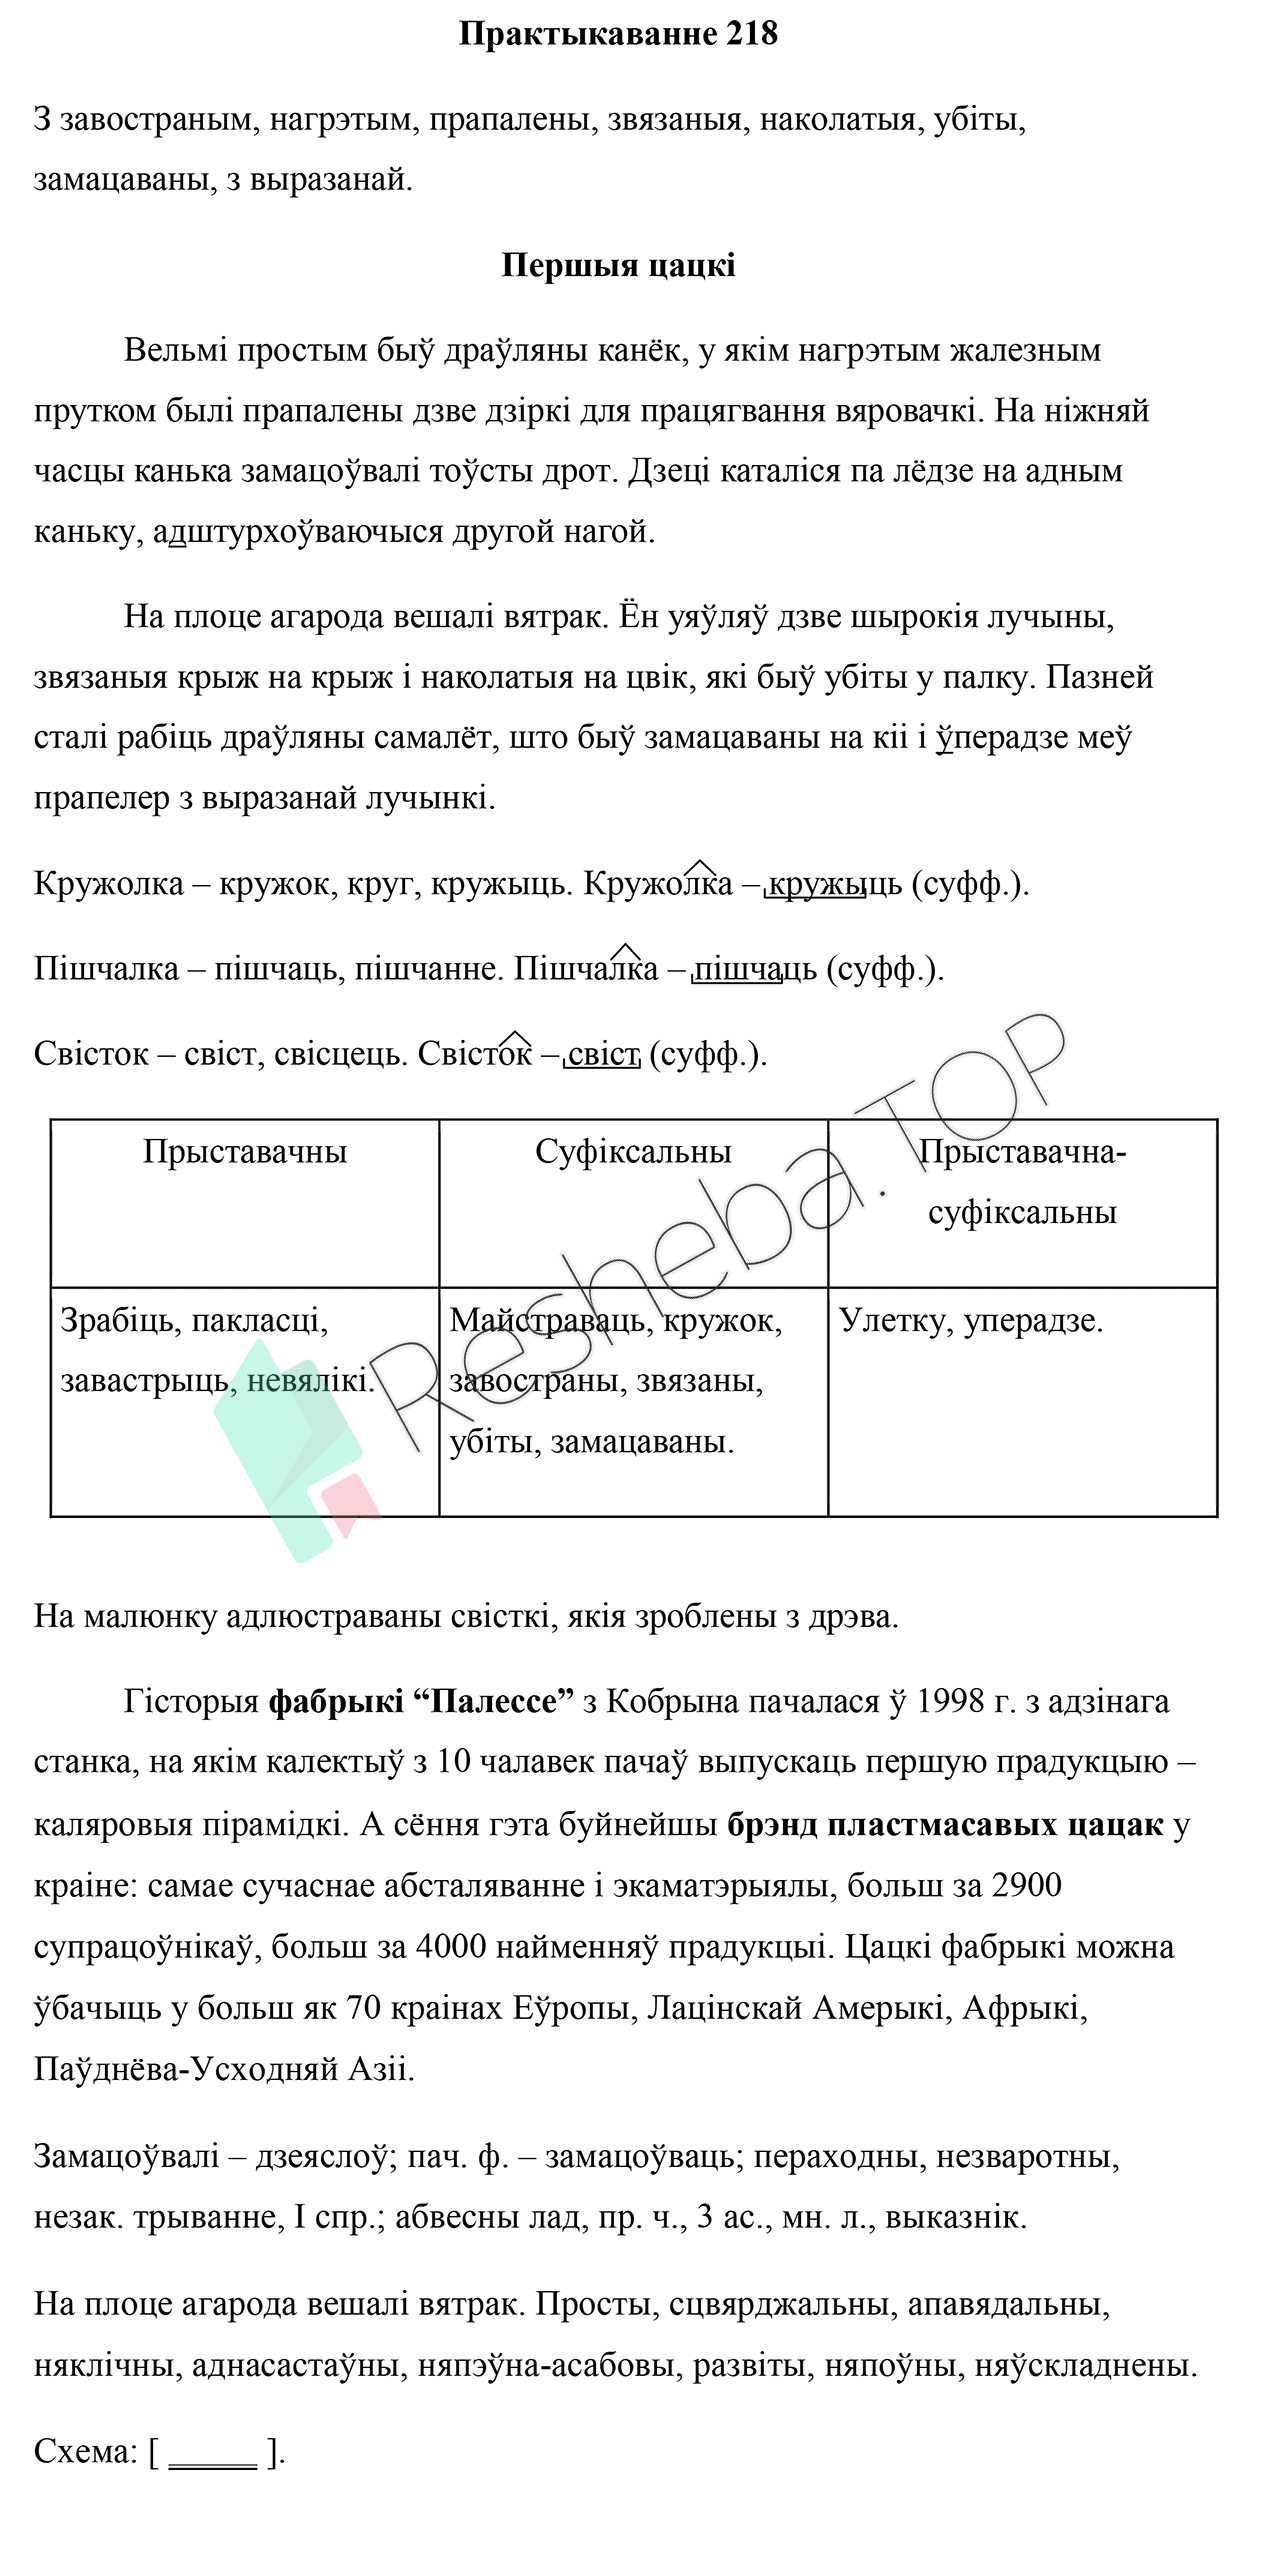 Практыкаванне 218
З завостраным, нагрэтым, прапалены, звязаныя, наколатыя, убіты,
замацаваны, з выразанай.
Першыя цацкі
Вельмі простым быў драўляны канёк, у якім нагрэтым жалезным
прутком былі прапалены дзве дзіркі для працягвання вяровачкі. На ніжняй
часцы канька замацоўвалі тоўсты дрот. Дзеці каталіся па лёдзе на адным
каньку, адштурхоўваючыся другой нагой.
На плоце агарода вешалі вятрак. Ён уяўляў дзве шырокія лучыны,
звязаныя крыж на крыж і наколатыя на цвік, які быў убіты у палку. Пазней
сталі рабіць драўляны самалёт, што быў замацаваны на кіі і ўперадзе меў
прапелер з выразанай лучынкі.
Кружолка – кружок, круг, кружыць. Кружолка – кружыць (суфф.).
Пішчалка – пішчаць, пішчанне. Пішчалка – пішчаць (суфф.).
Свісток – свіст, свісцець. Свісток – свіст (суфф.).
Прыставачны
Суфіксальны
Прыставачна-
суфіксальны
Зрабіць, пакласці,
завастрыць, невялікі.
Майстраваць, кружок,
завостраны, звязаны,
убіты, замацаваны.
Улетку, уперадзе.
Resheba.TOP
На малюнку адлюстраваны свісткі, якія зроблены з дрэва.
Гісторыя фабрыкі “Палессе” з Кобрына пачалася ў 1998 г. з адзінага
станка, на якім калектыў з 10 чалавек пачаў выпускаць першую прадукцыю –
каляровыя пірамідкі. А сёння гэта буйнейшы брэнд пластмасавых цацак у
краіне: самае сучаснае абсталяванне і экаматэрыялы, больш за 2900
супрацоўнікаў, больш за 4000 найменняў прадукцыі. Цацкі фабрыкі можна
ўбачыць у больш як 70 краінах Еўропы, Лацінскай Амерыкі, Афрыкі,
Паўднёва-Усходняй Азіі.
Замацоўвалі – дзеяслоў; пач. ф. – замацоўваць; пераходны, незваротны,
незак. трыванне, I спр.; абвесны лад, пр. ч., 3 ас., мн. л., выказнік.
На плоце агарода вешалі вятрак. Просты, сцвярджальны, апавядальны,
няклічны, аднасастаўны, няпэўна-асабовы, развіты, няпоўны, няўскладнены.
Схема: [ ______ ].